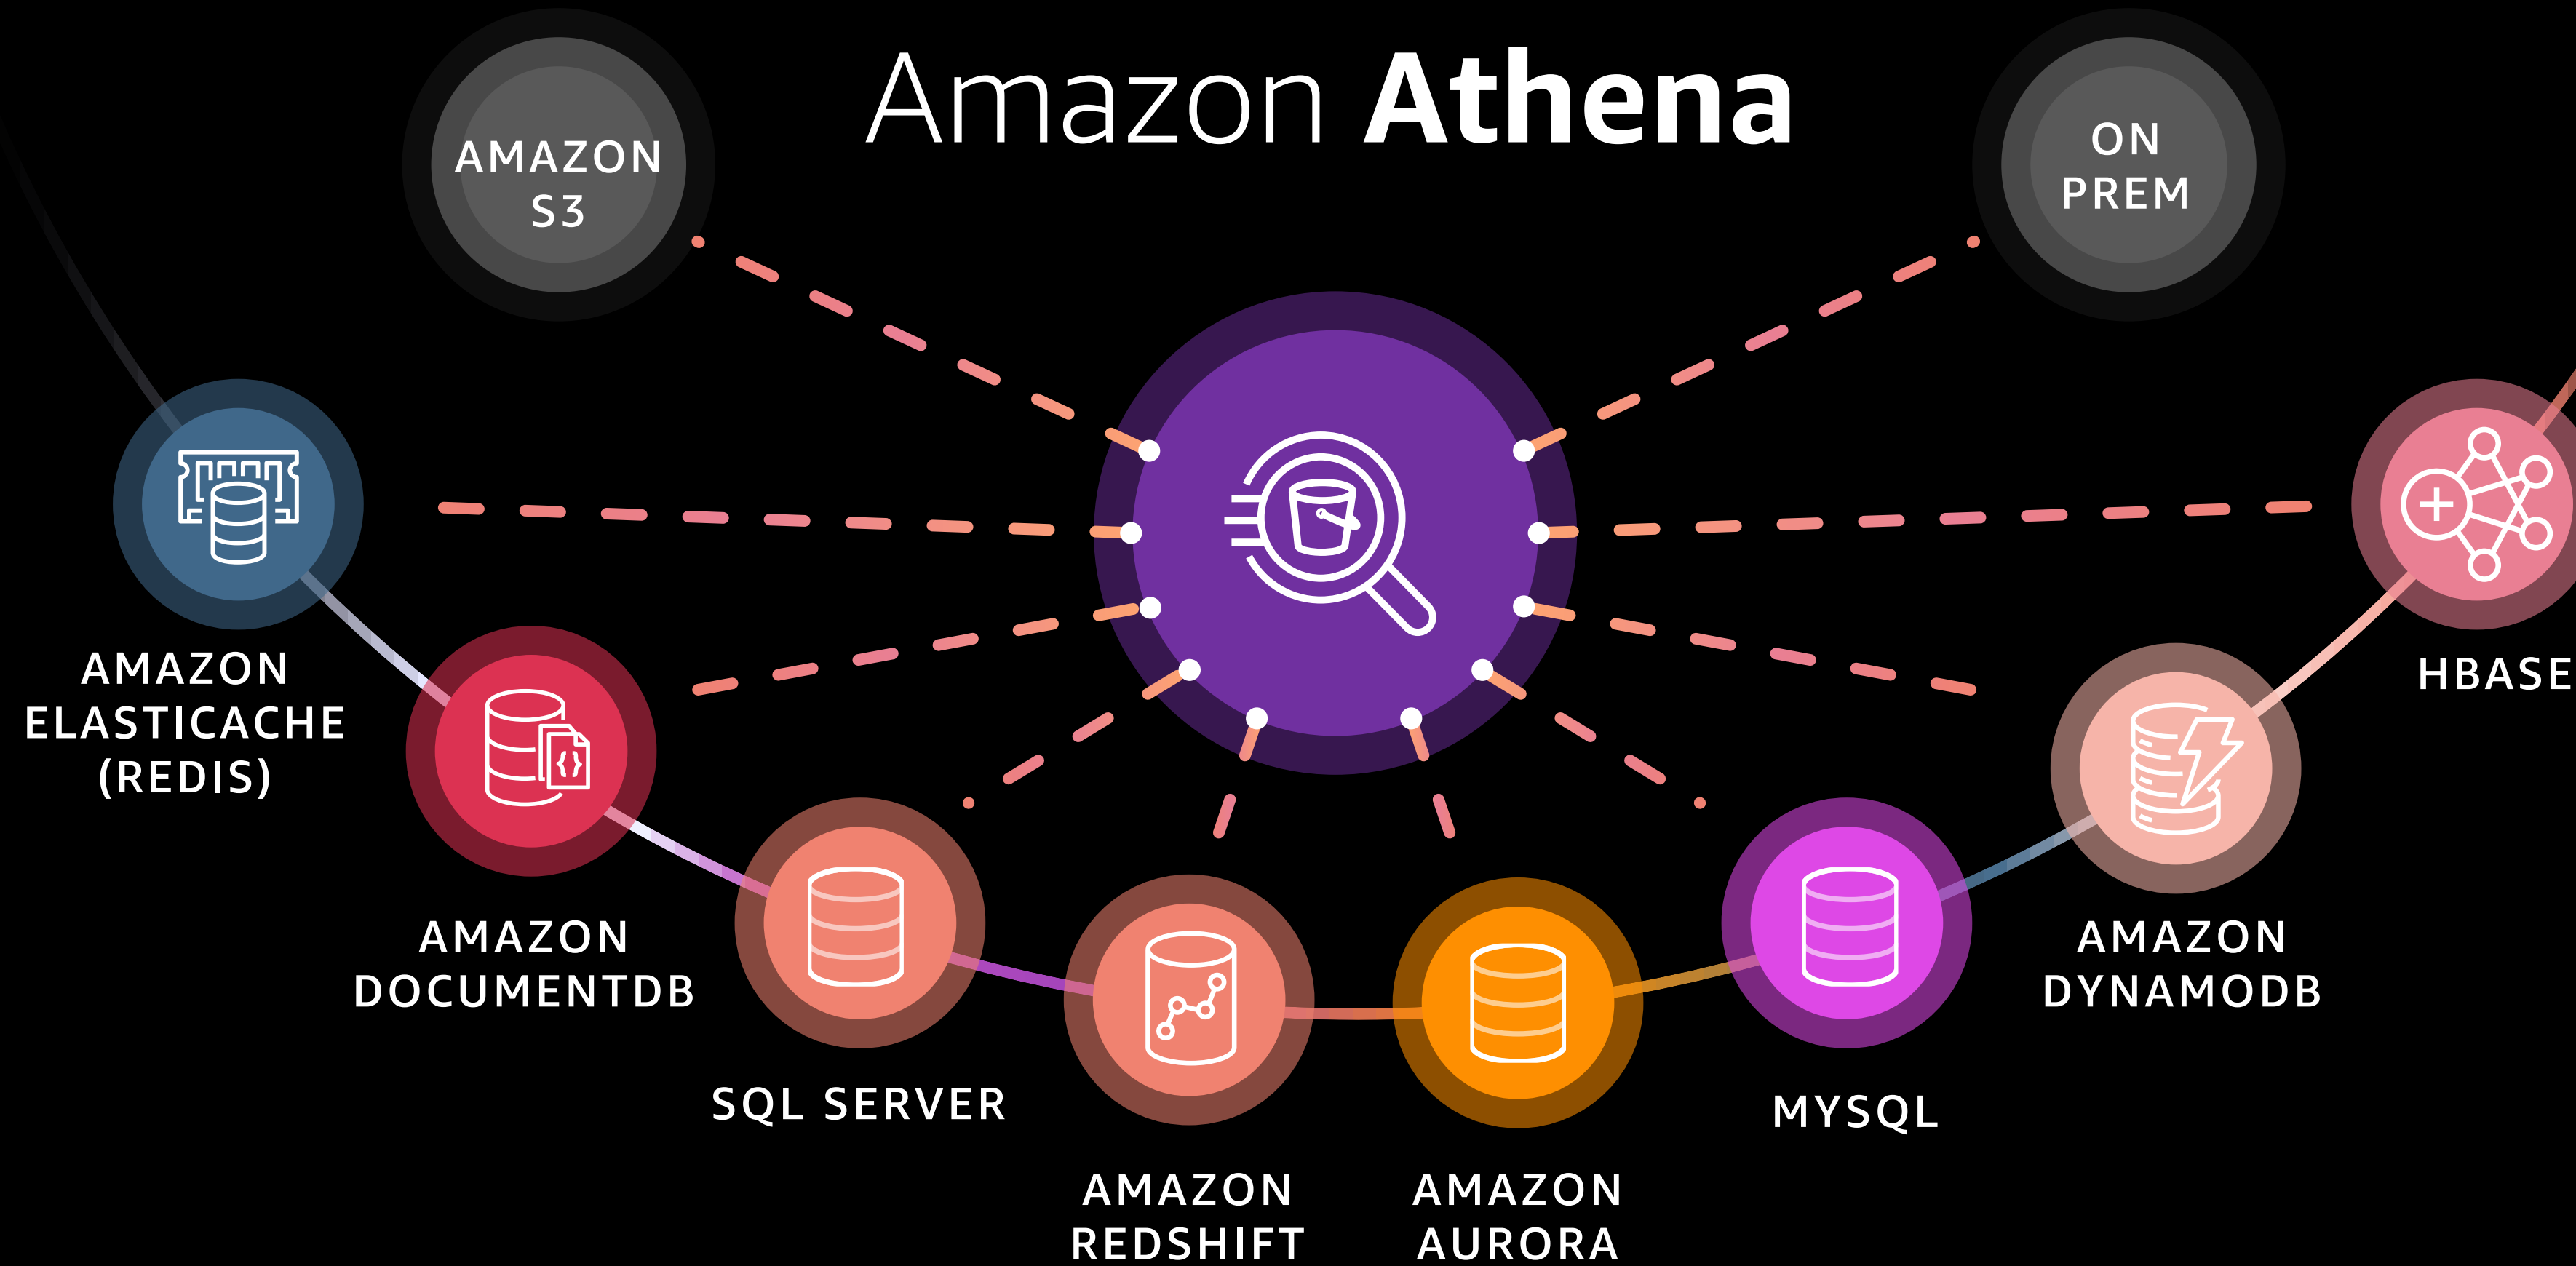 Amazon Athena
AMAZON
S3
ON
PREM
AMAZON
ELASTICACHE
(REDIS)
AMAZON
DOCUMENTDB
SQL SERVER
AMAZON
REDSHIFT
AMAZON
AURORA
MYSQL
AMAZON
DYNAMODB
HBASE